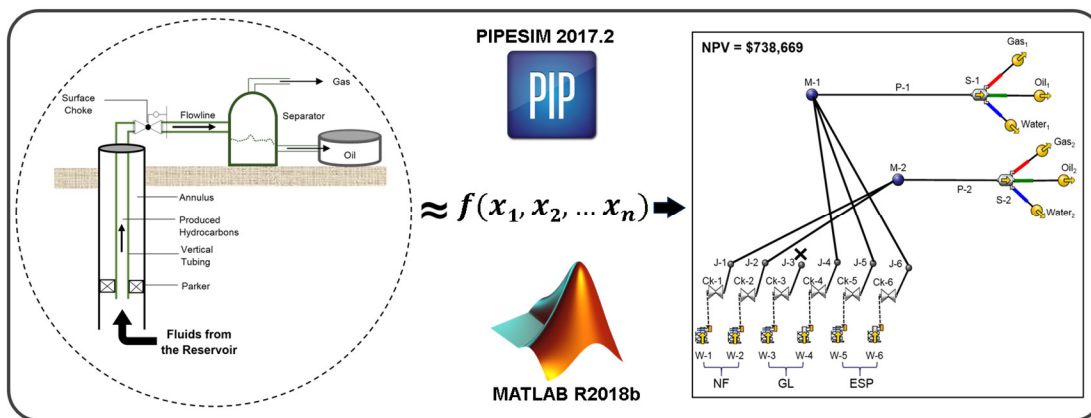 Gas
Surface
Choke
Flowline
Separator
Oil
Annulus
Produced
Hydrocarbons
Vertical
Tubing
Parker
Fluids from
the Reservoir
PIPESIM 2017.2
PIP
≈ f(x₁, x₂, … xₙ)
MATLAB R2018b
NPV = $738,669
Gas₁
M-1
P-1
S-1
Oil₁
Water₁
Gas₂
M-2
P-2
S-2
Oil₂
Water₂
J-1 J-2 J-3 J-4 J-5 J-6
Ck-1 Ck-2 Ck-3 Ck-4 Ck-5 Ck-6
W-1 W-2 W-3 W-4 W-5 W-6
NF GL ESP